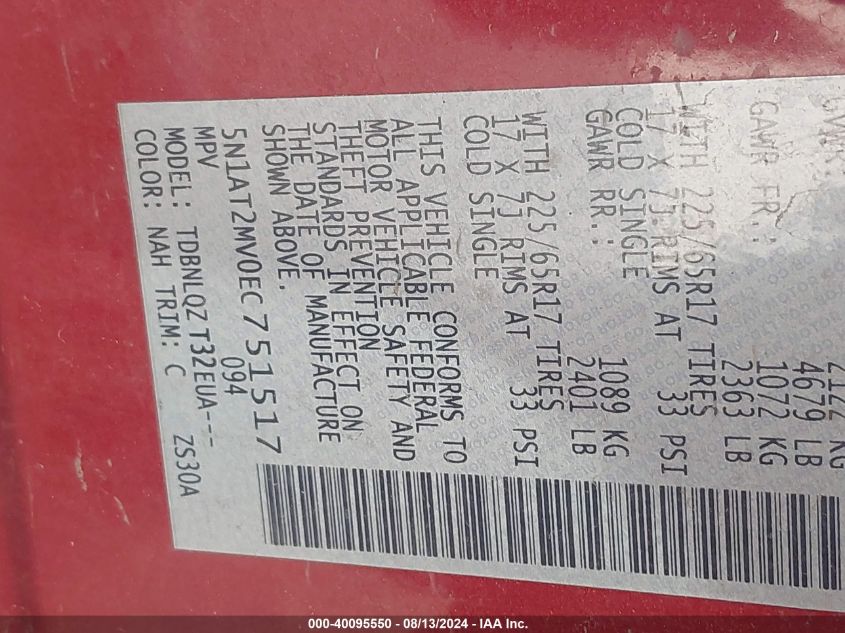 GVWR: 2122 KG
4679 LB
GAWR FR.: 1072 KG
2363 LB
WITH 225/65R17 TIRES
17 X 7J RIMS AT 33 PSI
COLD SINGLE
GAWR RR.: 1089 KG
2401 LB
WITH 225/65R17 TIRES
17 X 7J RIMS AT 33 PSI
COLD SINGLE
THIS VEHICLE CONFORMS TO
ALL APPLICABLE FEDERAL
MOTOR VEHICLE SAFETY AND
THEFT PREVENTION
STANDARDS IN EFFECT ON
THE DATE OF MANUFACTURE
SHOWN ABOVE.
5N1AT2MV0EC751517
MPV 094
MODEL: TDBNLQZ T32EUA---
COLOR: NAH TRIM: C ZS30A
000-40095550 - 08/13/2024 - IAA Inc.